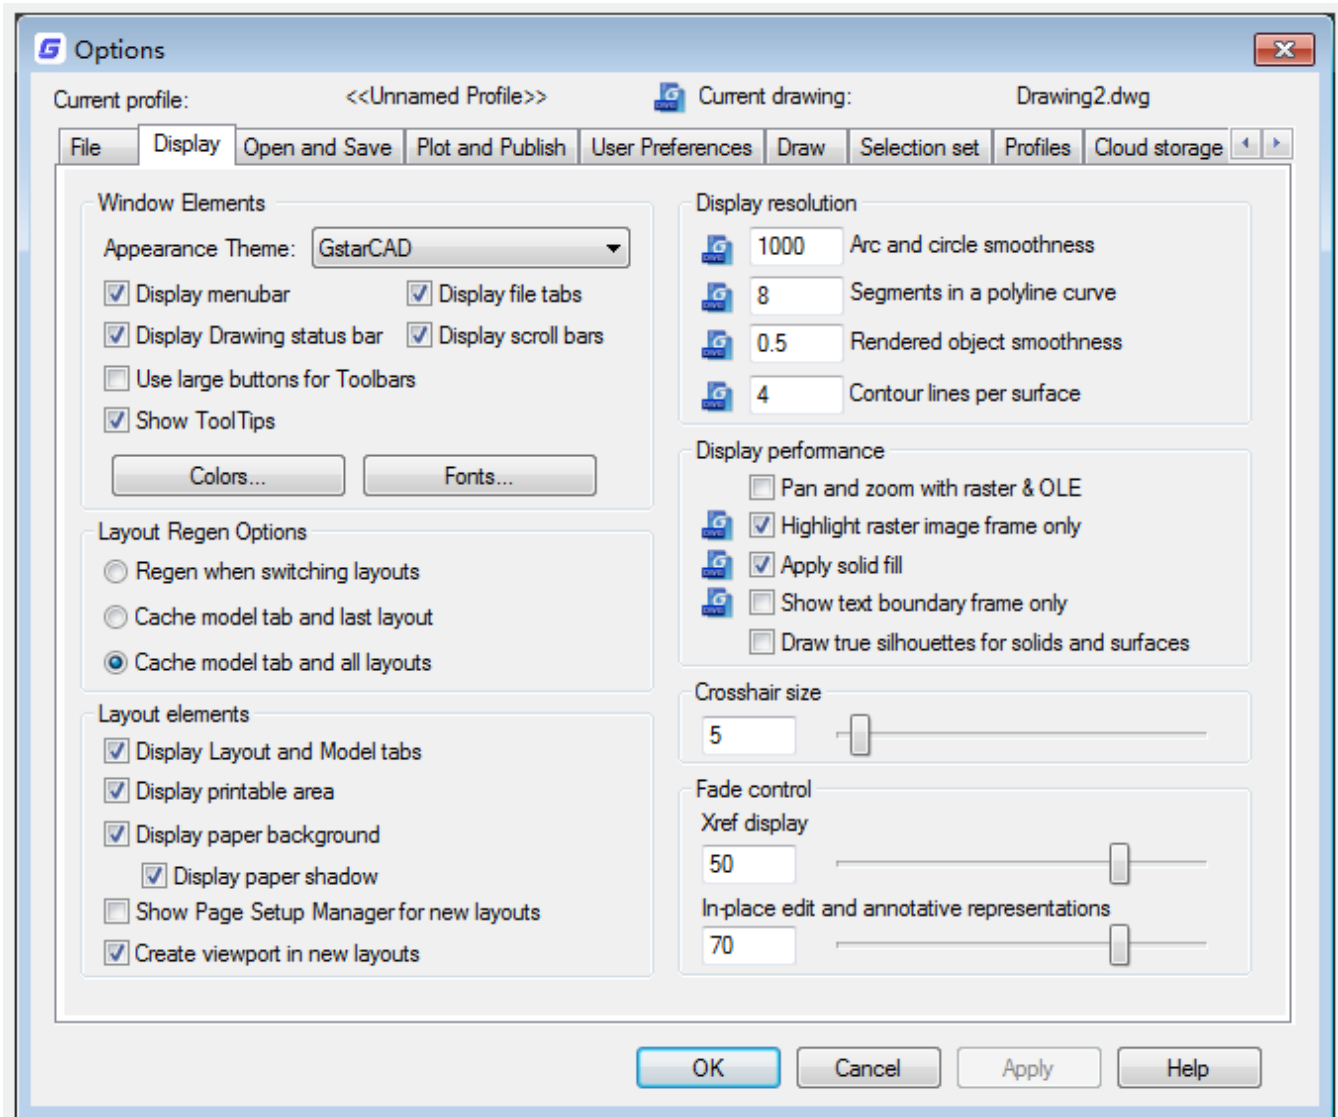 Options
Current profile: <<Unnamed Profile>> Current drawing: Drawing2.dwg
File Display Open and Save Plot and Publish User Preferences Draw Selection set Profiles Cloud storage
Window Elements
Appearance Theme: GstarCAD
Display menubar Display file tabs
Display Drawing status bar Display scroll bars
Use large buttons for Toolbars
Show ToolTips
Colors... Fonts...
Layout Regen Options
Regen when switching layouts
Cache model tab and last layout
Cache model tab and all layouts
Layout elements
Display Layout and Model tabs
Display printable area
Display paper background
Display paper shadow
Show Page Setup Manager for new layouts
Create viewport in new layouts
Display resolution
1000 Arc and circle smoothness
8 Segments in a polyline curve
0.5 Rendered object smoothness
4 Contour lines per surface
Display performance
Pan and zoom with raster & OLE
Highlight raster image frame only
Apply solid fill
Show text boundary frame only
Draw true silhouettes for solids and surfaces
Crosshair size
5
Fade control
Xref display
50
In-place edit and annotative representations
70
OK Cancel Apply Help